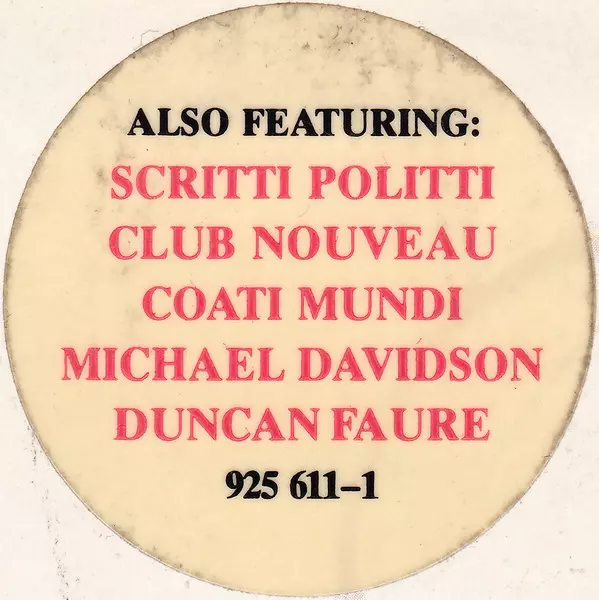 ALSO FEATURING:
SCRITTI POLITTI
CLUB NOUVEAU
COATI MUNDI
MICHAEL DAVIDSON
DUNCAN FAURE
925 611-1